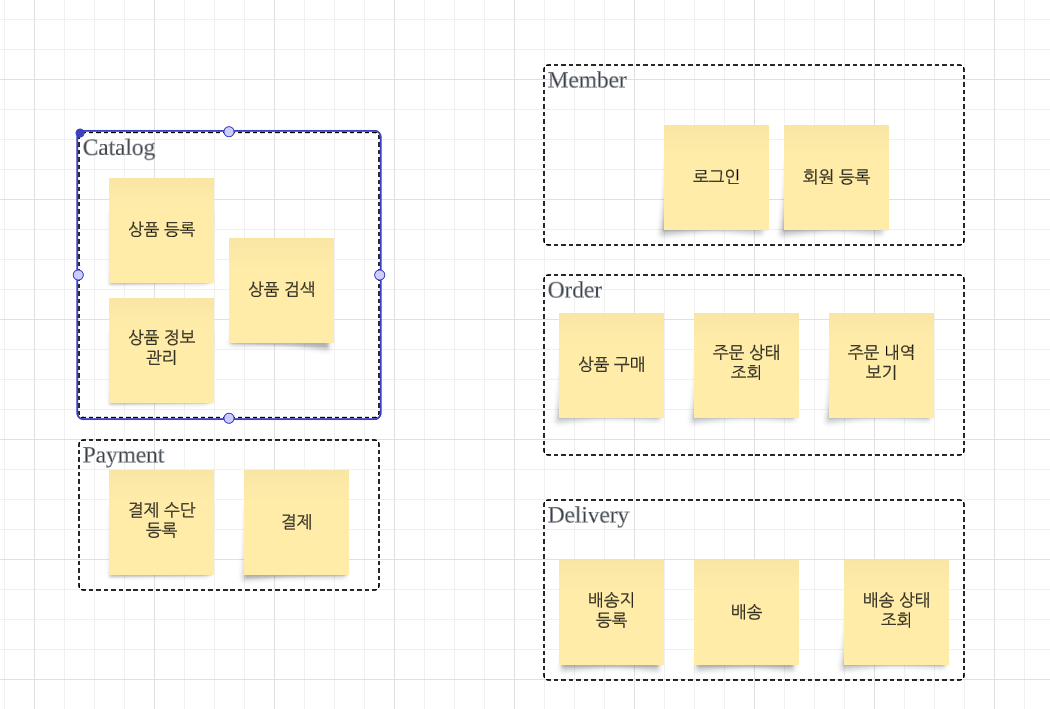 Catalog
상품 등록
상품 검색
상품 정보
관리
Payment
결제 수단
등록
결제
Member
로그인
회원 등록
Order
상품 구매
주문 상태
조회
주문 내역
보기
Delivery
배송지
등록
배송
배송 상태
조회